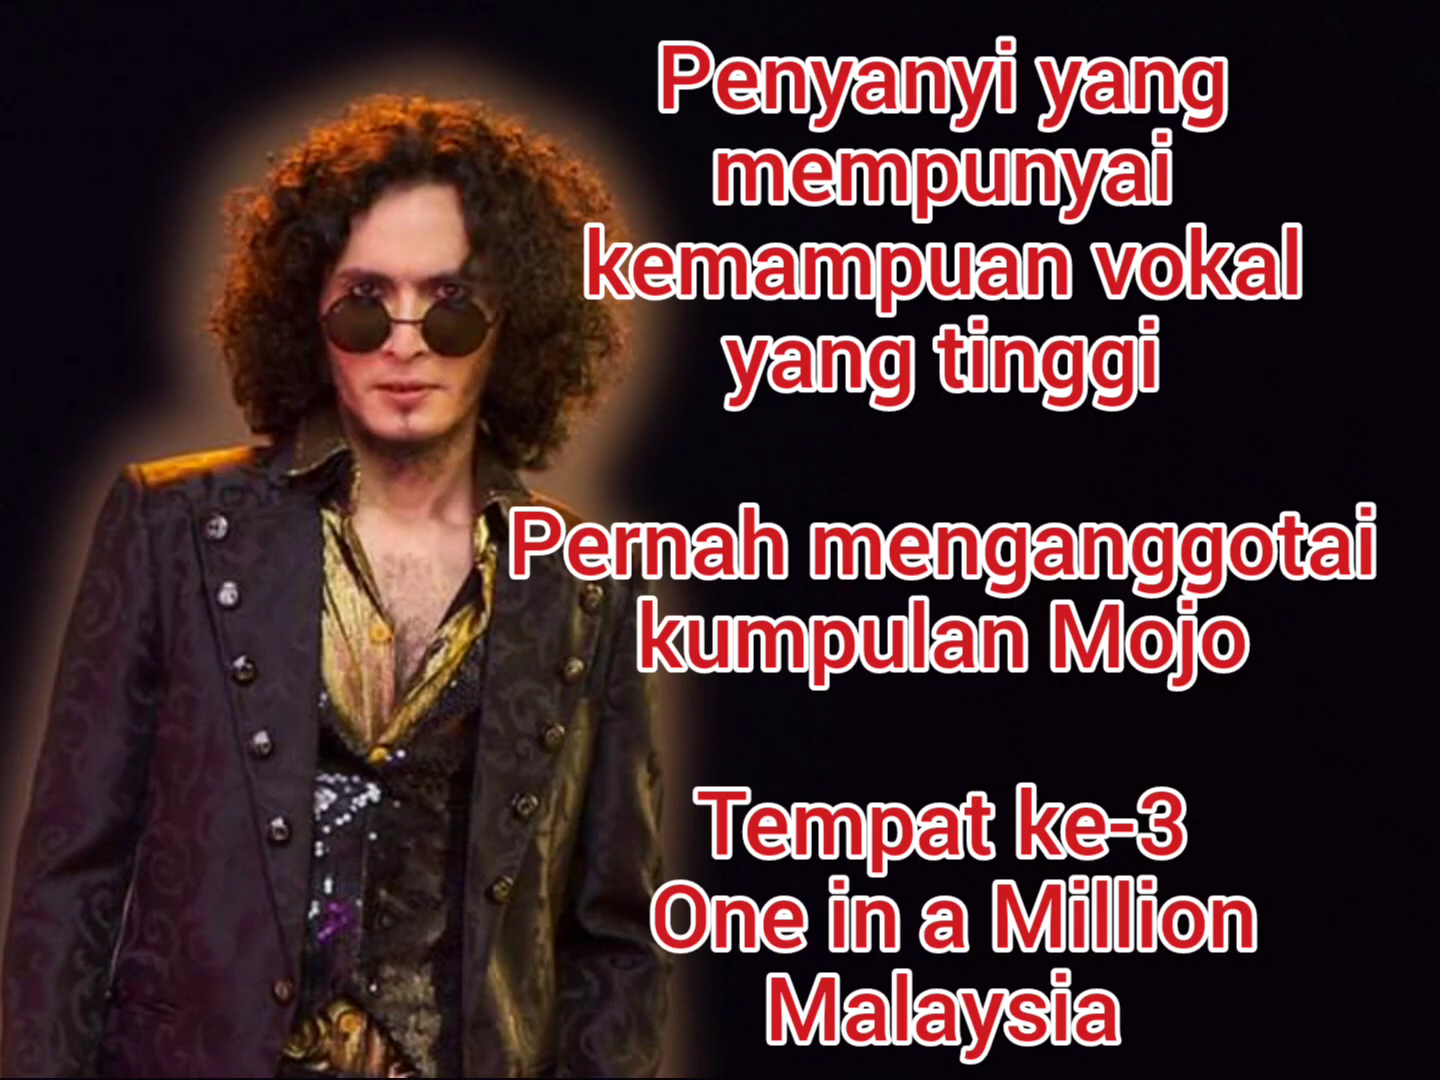 Penyanyi yang
mempunyai
kemampuan vokal
yang tinggi
Pernah menganggotai
kumpulan Mojo
Tempat ke-3
One in a Million
Malaysia